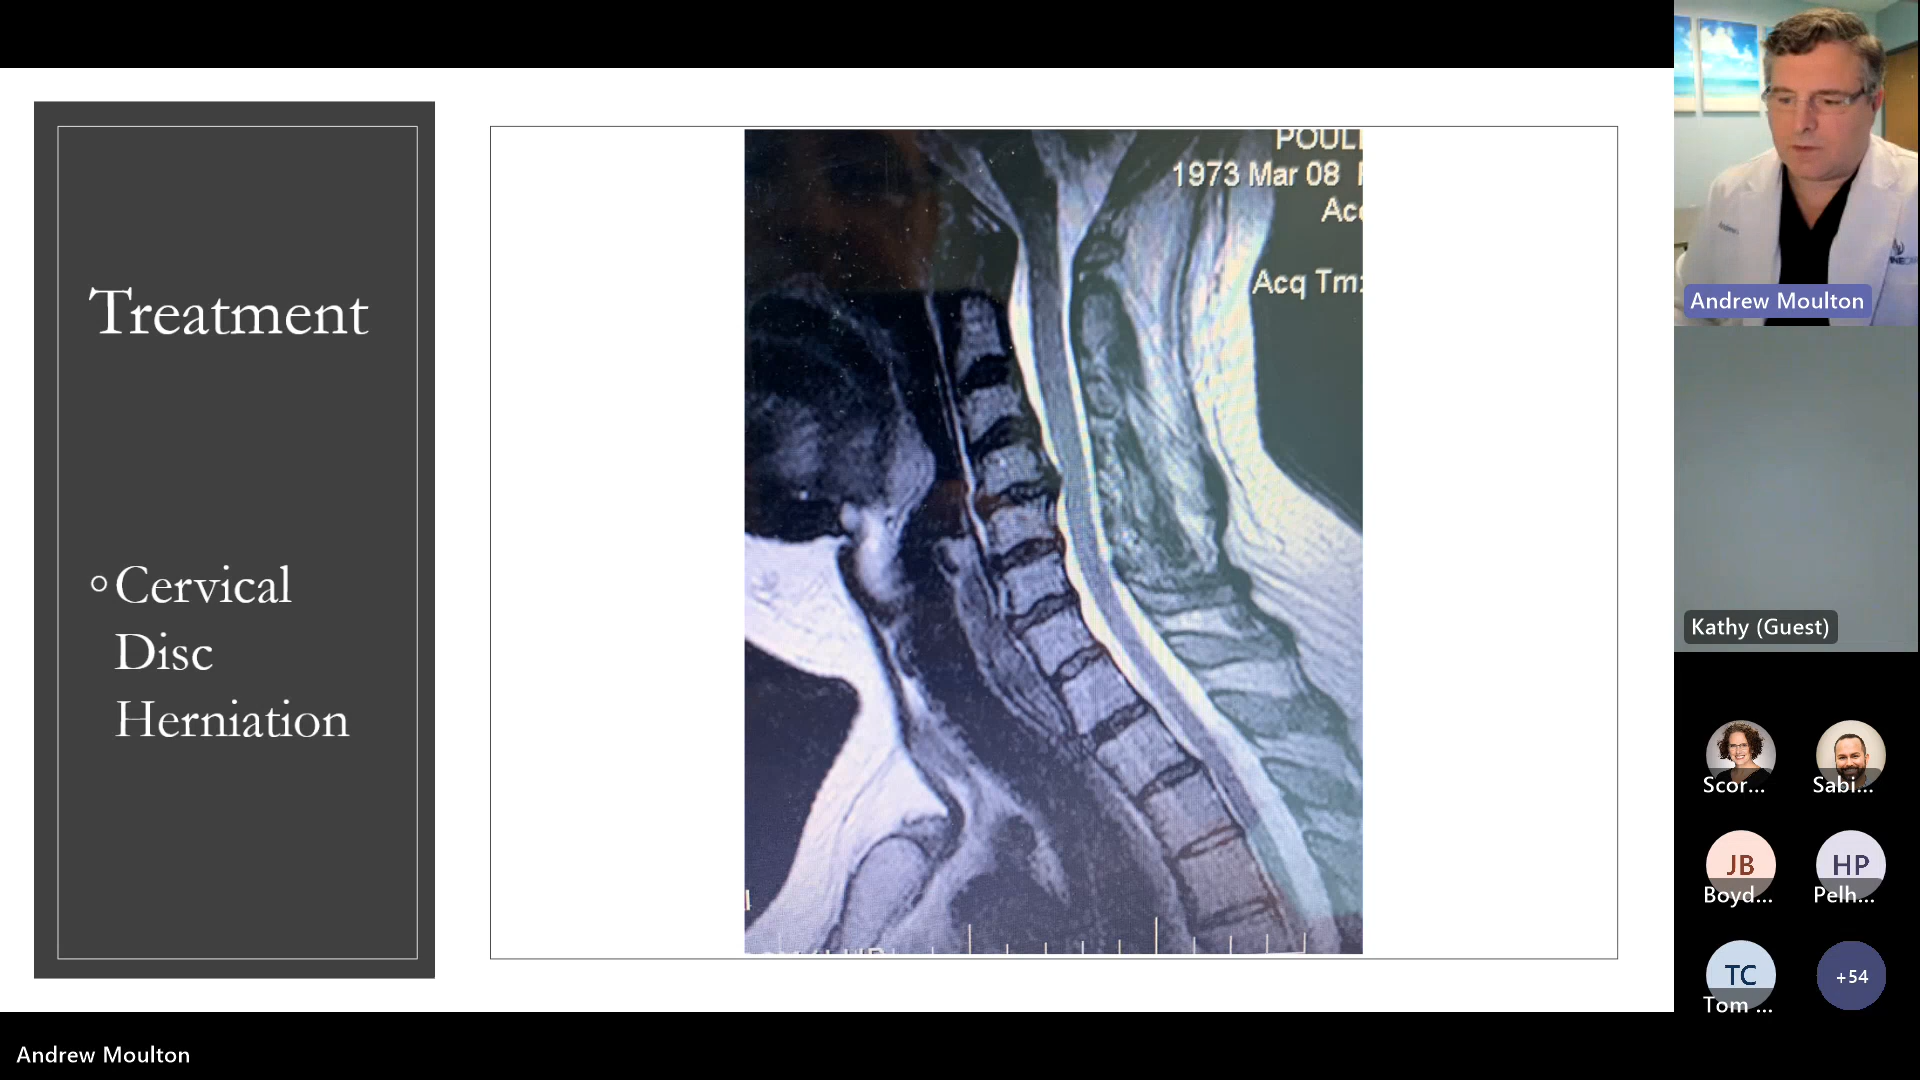 Treatment
○ Cervical
Disc
Herniation
POUL
1973 Mar 08
Acq Tm:
Andrew Moulton
Kathy (Guest)
Scor...
Sabi...
JB
Boyd...
HP
Pelh...
TC
Tom ...
+54
Andrew Moulton